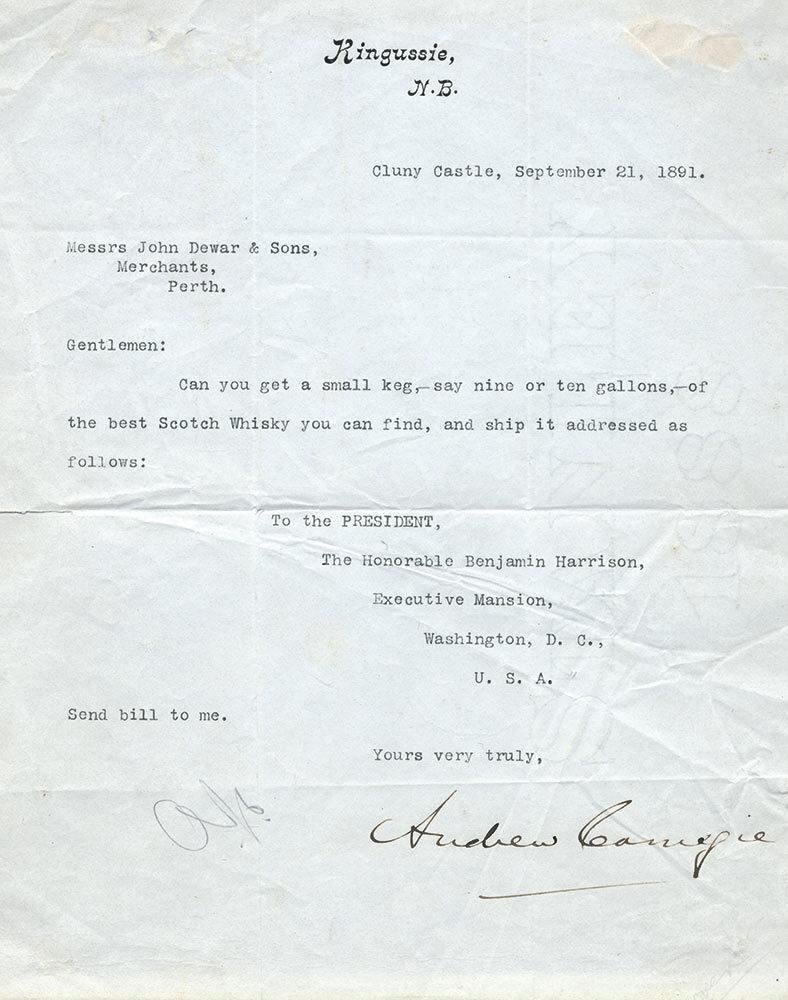 Kingussie,
N.B.
Cluny Castle, September 21, 1891.
Messrs John Dewar & Sons,
Merchants,
Perth.
Gentlemen:
Can you get a small keg,—say nine or ten gallons,—of
the best Scotch Whisky you can find, and ship it addressed as
follows:
To the PRESIDENT,
The Honorable Benjamin Harrison,
Executive Mansion,
Washington, D. C.,
U. S. A.
Send bill to me.
Yours very truly,
Andrew Carnegie